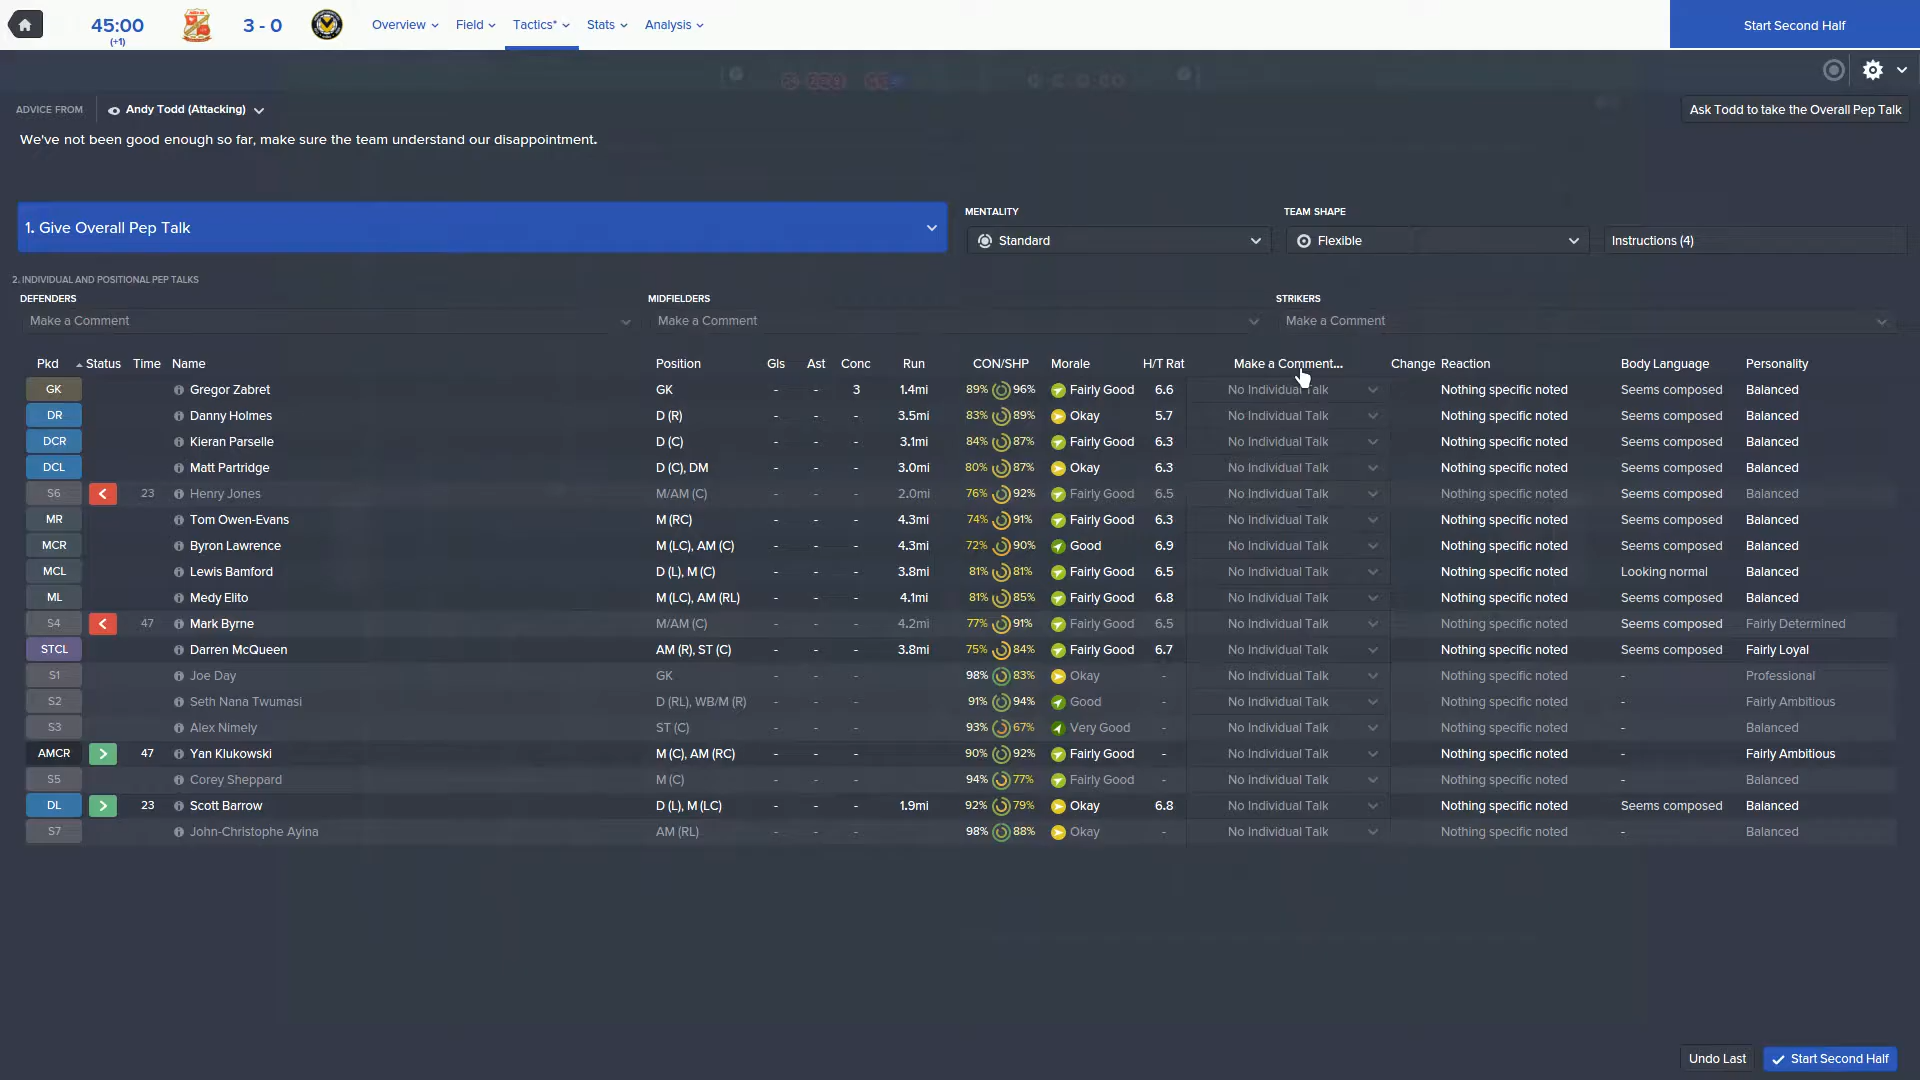 45:00
(+1)
3 - 0
Overview
Field
Tactics*
Stats
Analysis
Start Second Half
ADVICE FROM
Andy Todd (Attacking)
Ask Todd to take the Overall Pep Talk
We've not been good enough so far, make sure the team understand our disappointment.
1. Give Overall Pep Talk
MENTALITY
Standard
TEAM SHAPE
Flexible
Instructions (4)
2. INDIVIDUAL AND POSITIONAL PEP TALKS
DEFENDERS
MIDFIELDERS
STRIKERS
Make a Comment
Make a Comment
Make a Comment
Pkd Status Time Name Position Gls Ast Conc Run CON/SHP Morale H/T Rat Make a Comment... Change Reaction Body Language Personality
GK Gregor Zabret GK - - 3 1.4mi 89% 96% Fairly Good 6.6 No Individual Talk Nothing specific noted Seems composed Balanced
DR Danny Holmes D (R) - - - 3.5mi 83% 89% Okay 5.7 No Individual Talk Nothing specific noted Seems composed Balanced
DCR Kieran Parselle D (C) - - - 3.1mi 84% 87% Fairly Good 6.3 No Individual Talk Nothing specific noted Seems composed Balanced
DCL Matt Partridge D (C), DM - - - 3.0mi 80% 87% Okay 6.3 No Individual Talk Nothing specific noted Seems composed Balanced
S6 23 Henry Jones M/AM (C) - - - 2.0mi 76% 92% Fairly Good 6.5 No Individual Talk Nothing specific noted Seems composed Balanced
MR Tom Owen-Evans M (RC) - - - 4.3mi 74% 91% Fairly Good 6.3 No Individual Talk Nothing specific noted Seems composed Balanced
MCR Byron Lawrence M (LC), AM (C) - - - 4.3mi 72% 90% Good 6.9 No Individual Talk Nothing specific noted Seems composed Balanced
MCL Lewis Bamford D (L), M (C) - - - 3.8mi 81% 81% Fairly Good 6.5 No Individual Talk Nothing specific noted Looking normal Balanced
ML Medy Elito M (LC), AM (RL) - - - 4.1mi 81% 85% Fairly Good 6.8 No Individual Talk Nothing specific noted Seems composed Balanced
S4 47 Mark Byrne M/AM (C) - - - 4.2mi 77% 91% Fairly Good 6.5 No Individual Talk Nothing specific noted Seems composed Fairly Determined
STCL Darren McQueen AM (R), ST (C) - - - 3.8mi 75% 84% Fairly Good 6.7 No Individual Talk Nothing specific noted Seems composed Fairly Loyal
S1 Joe Day GK - - - 98% 83% Okay - No Individual Talk Nothing specific noted - Professional
S2 Seth Nana Twumasi D (RL), WB/M (R) - - - 91% 94% Good - No Individual Talk Nothing specific noted - Fairly Ambitious
S3 Alex Nimely ST (C) - - - 93% 67% Very Good - No Individual Talk Nothing specific noted - Balanced
AMCR 47 Yan Klukowski M (C), AM (RC) - - - 90% 92% Fairly Good - No Individual Talk Nothing specific noted - Fairly Ambitious
S5 Corey Sheppard M (C) - - - 94% 77% Fairly Good - No Individual Talk Nothing specific noted - Balanced
DL 23 Scott Barrow D (L), M (LC) - - - 1.9mi 92% 79% Okay 6.8 No Individual Talk Nothing specific noted Seems composed Balanced
S7 John-Christophe Ayina AM (RL) - - - 98% 88% Okay - No Individual Talk Nothing specific noted - Balanced
Undo Last
Start Second Half